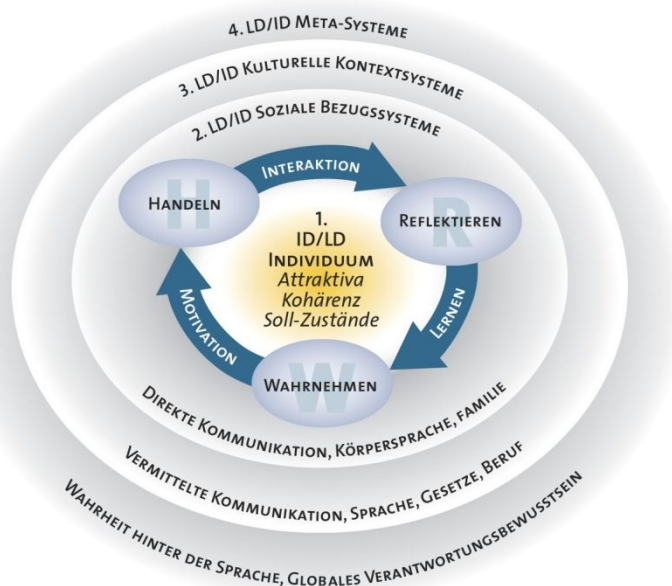 4. LD/ID Meta-Systeme
3. LD/ID Kulturelle Kontextsysteme
2. LD/ID Soziale Bezugssysteme
Interaktion
H
Handeln
R
Reflektieren
1.
ID/LD
Individuum
Attraktiva
Kohärenz
Soll-Zustände
Motivation
Lernen
W
Wahrnehmen
Direkte Kommunikation, Körpersprache, Familie
Vermittelte Kommunikation, Sprache, Gesetze, Beruf
Wahrheit hinter der Sprache, Globales Verantwortungsbewusstsein